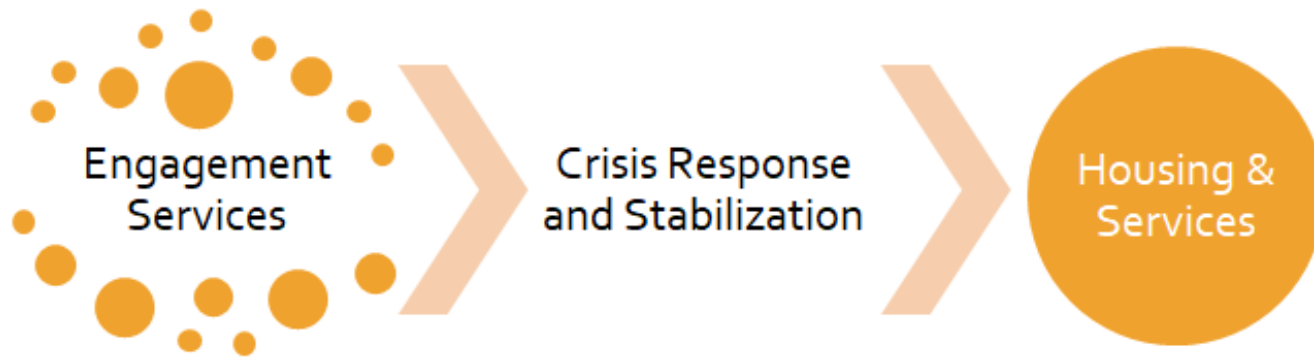 Engagement
Services
Crisis Response
and Stabilization
Housing &
Services